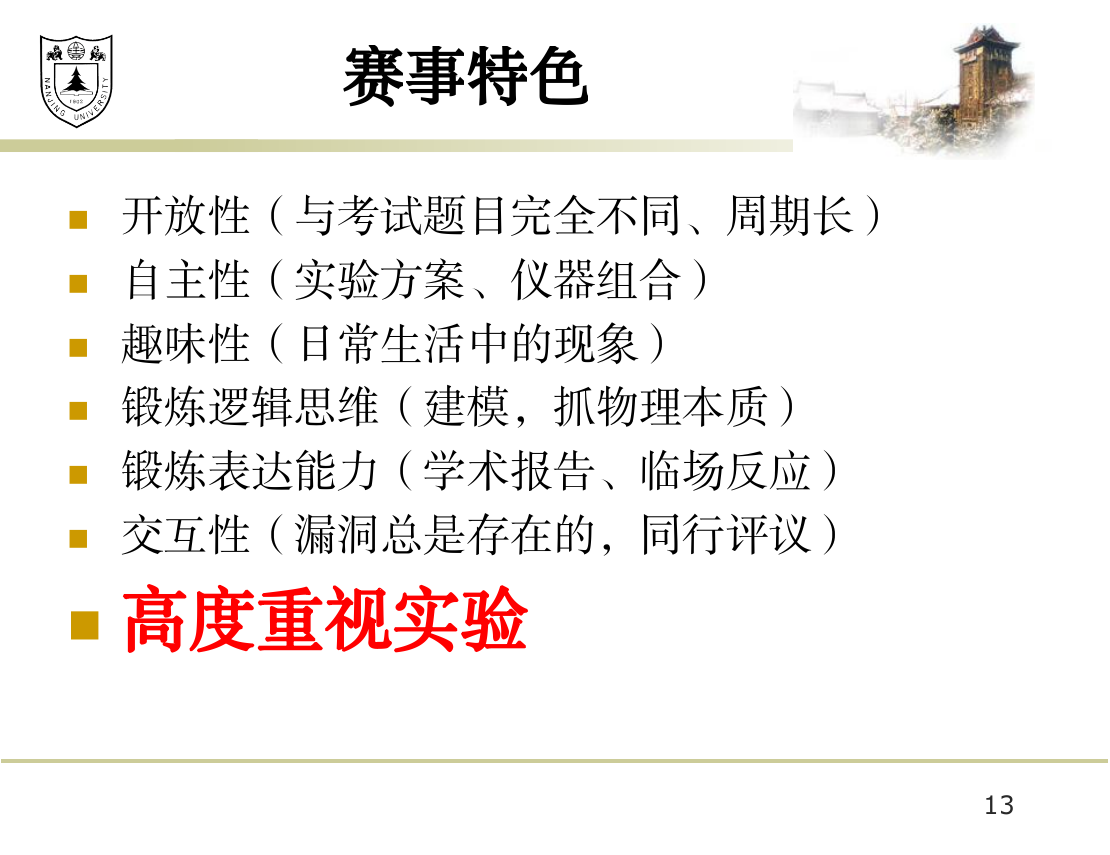 赛事特色
NANJING UNIVERSITY
1902
开放性（与考试题目完全不同、周期长）
自主性（实验方案、仪器组合）
趣味性（日常生活中的现象）
锻炼逻辑思维（建模，抓物理本质）
锻炼表达能力（学术报告、临场反应）
交互性（漏洞总是存在的，同行评议）
高度重视实验
13